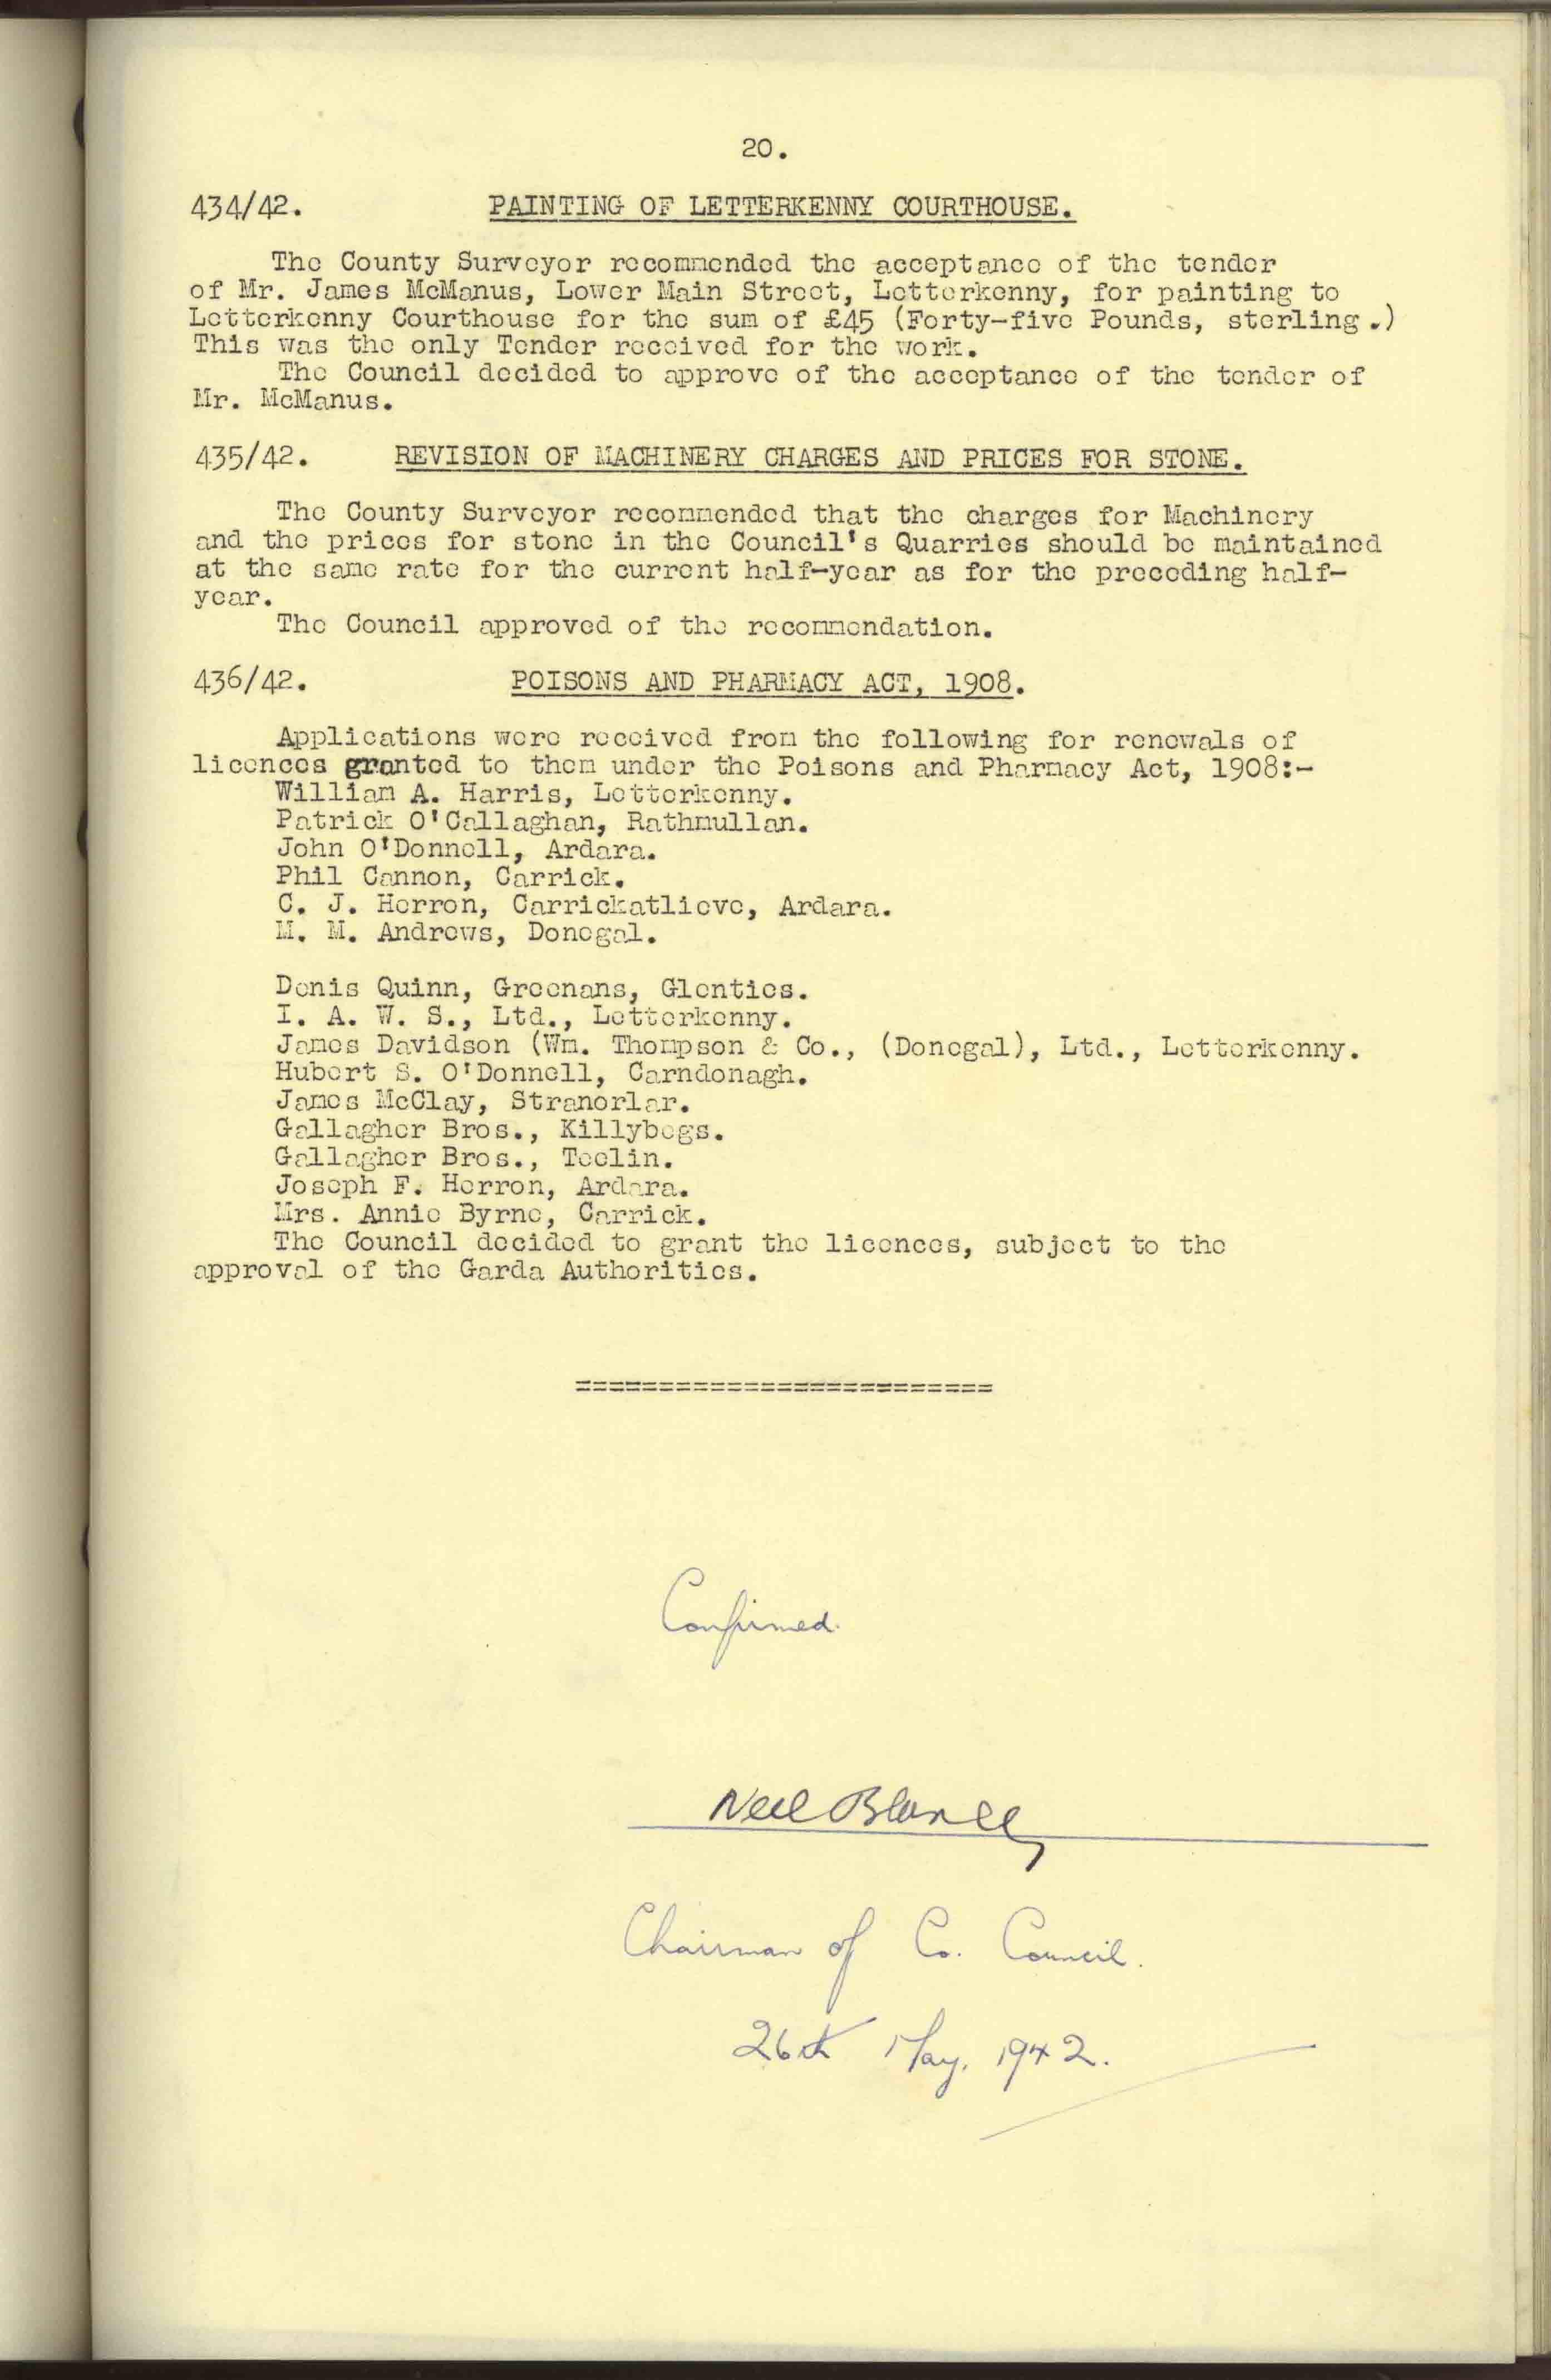 20.
434/42. PAINTING OF LETTERKENNY COURTHOUSE.
The County Surveyor recommended the acceptance of the tender
of Mr. James McManus, Lower Main Street, Letterkenny, for painting to
Letterkenny Courthouse for the sum of £45 (Forty-five Pounds, sterling.)
This was the only Tender received for the work.
The Council decided to approve of the acceptance of the tender of
Mr. McManus.
435/42. REVISION OF MACHINERY CHARGES AND PRICES FOR STONE.
The County Surveyor recommended that the charges for Machinery
and the prices for stone in the Council's Quarries should be maintained
at the same rate for the current half-year as for the preceding half-
year.
The Council approved of the recommendation.
436/42. POISONS AND PHARMACY ACT, 1908.
Applications were received from the following for renewals of
licences granted to them under the Poisons and Pharmacy Act, 1908:-
William A. Harris, Letterkenny.
Patrick O'Callaghan, Rathmullan.
John O'Donnell, Ardara.
Phil Cannon, Carrick.
C. J. Herron, Carrickatlieve, Ardara.
M. M. Andrews, Donegal.
Denis Quinn, Greenans, Glenties.
I. A. W. S., Ltd., Letterkenny.
James Davidson (Wm. Thompson & Co., (Donegal), Ltd., Letterkenny.
Hubert S. O'Donnell, Carndonagh.
James McClay, Stranorlar.
Gallagher Bros., Killybegs.
Gallagher Bros., Teelin.
Joseph F. Herron, Ardara.
Mrs. Annie Byrne, Carrick.
The Council decided to grant the licences, subject to the
approval of the Garda Authorities.
=========================
Confirmed.
Neil Blaney
Chairman of Co. Council.
26th May, 1942.